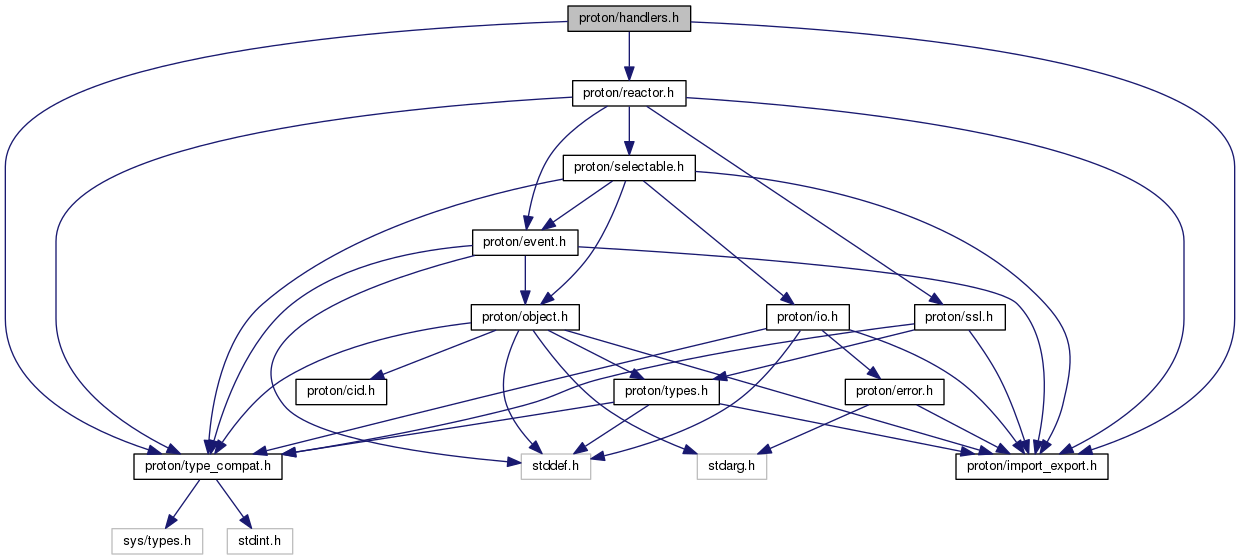 proton/handlers.h
proton/reactor.h
proton/selectable.h
proton/event.h
proton/object.h
proton/io.h
proton/ssl.h
proton/cid.h
proton/types.h
proton/error.h
proton/type_compat.h
stddef.h
stdarg.h
proton/import_export.h
sys/types.h
stdint.h